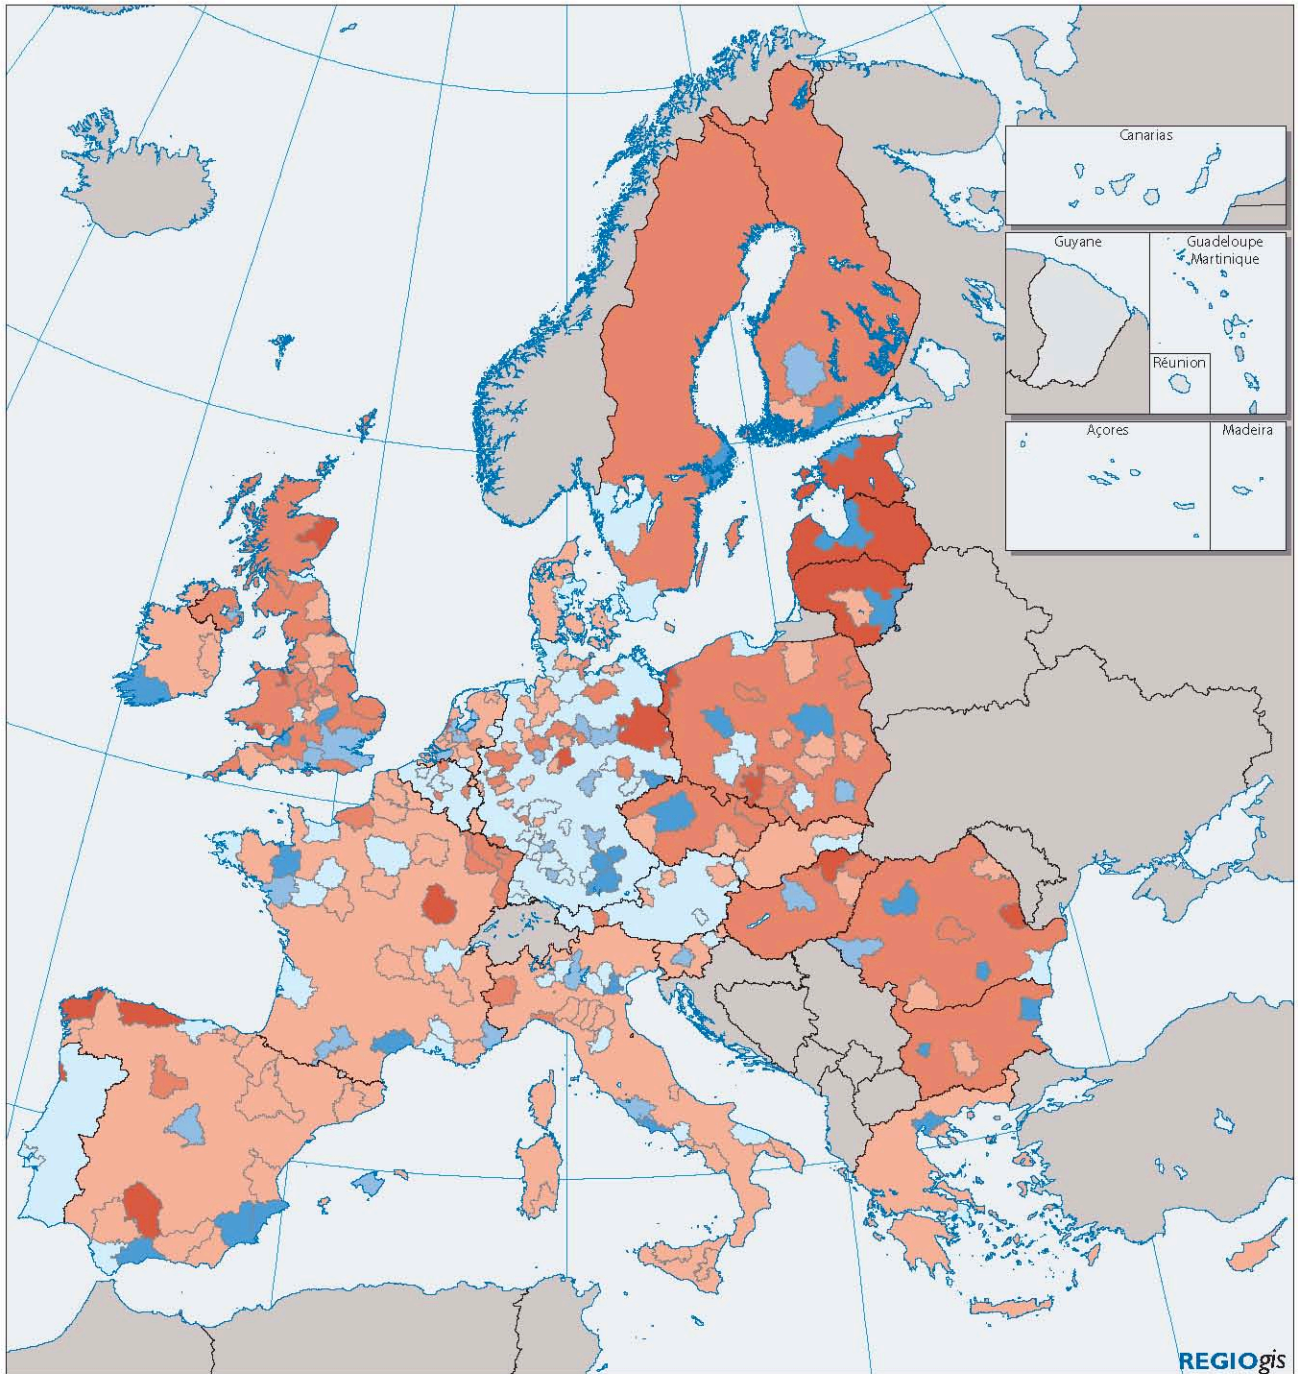 Canarias
Guyane
Guadeloupe
Martinique
Réunion
Açores
Madeira
REGIOgis